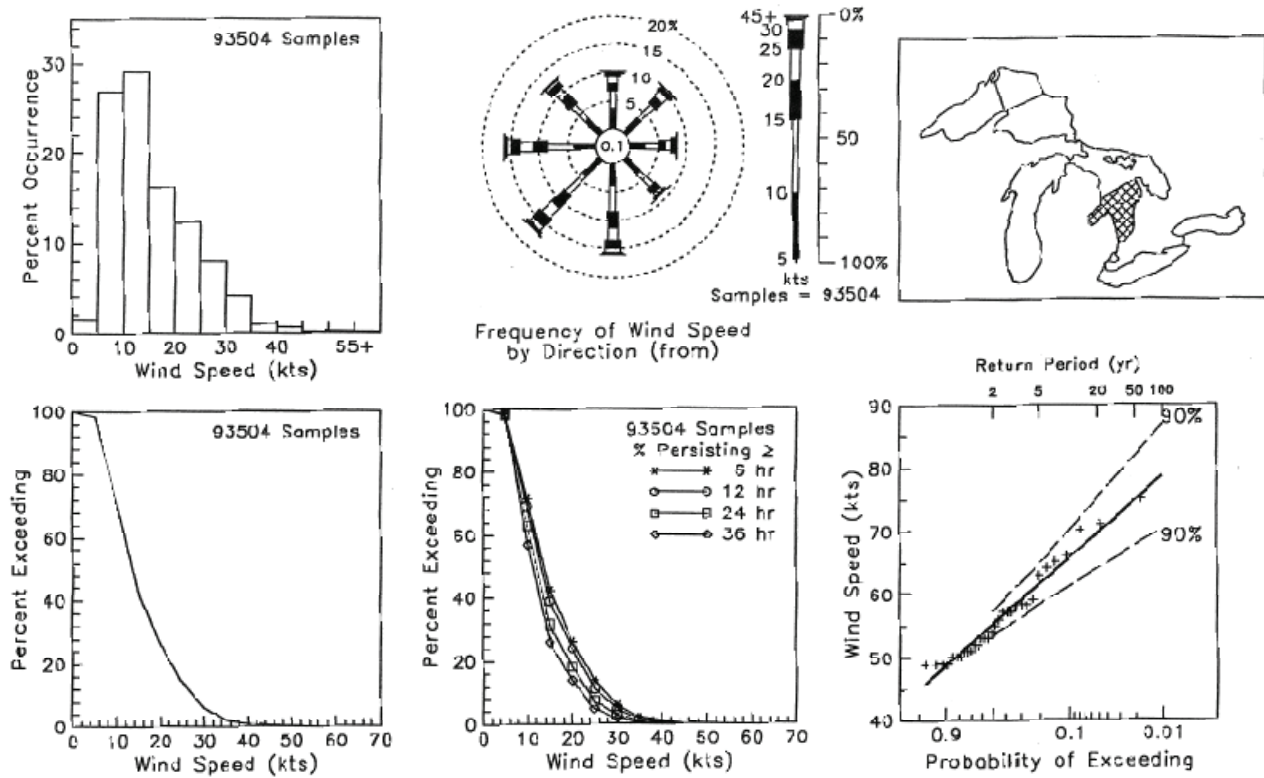 93504 Samples
30
20
10
0
Percent Occurrence
0 10 20 30 40 55+
Wind Speed (kts)
20%
15
10
5
0.1
45+
30
25
20
15
10
5
kts
0%
50
100%
Samples = 93504
Frequency of Wind Speed
by Direction (from)
93504 Samples
100
80
60
40
20
0
Percent Exceeding
0 10 20 30 40 50 60 70
Wind Speed (kts)
93504 Samples
% Persisting ≥
6 hr
12 hr
24 hr
36 hr
100
80
60
40
20
0
Percent Exceeding
0 10 20 30 40 50 60 70
Wind Speed (kts)
Return Period (yr)
2 5 20 50 100
90
80
70
60
50
40
Wind Speed (kts)
90%
90%
0.9 0.1 0.01
Probability of Exceeding